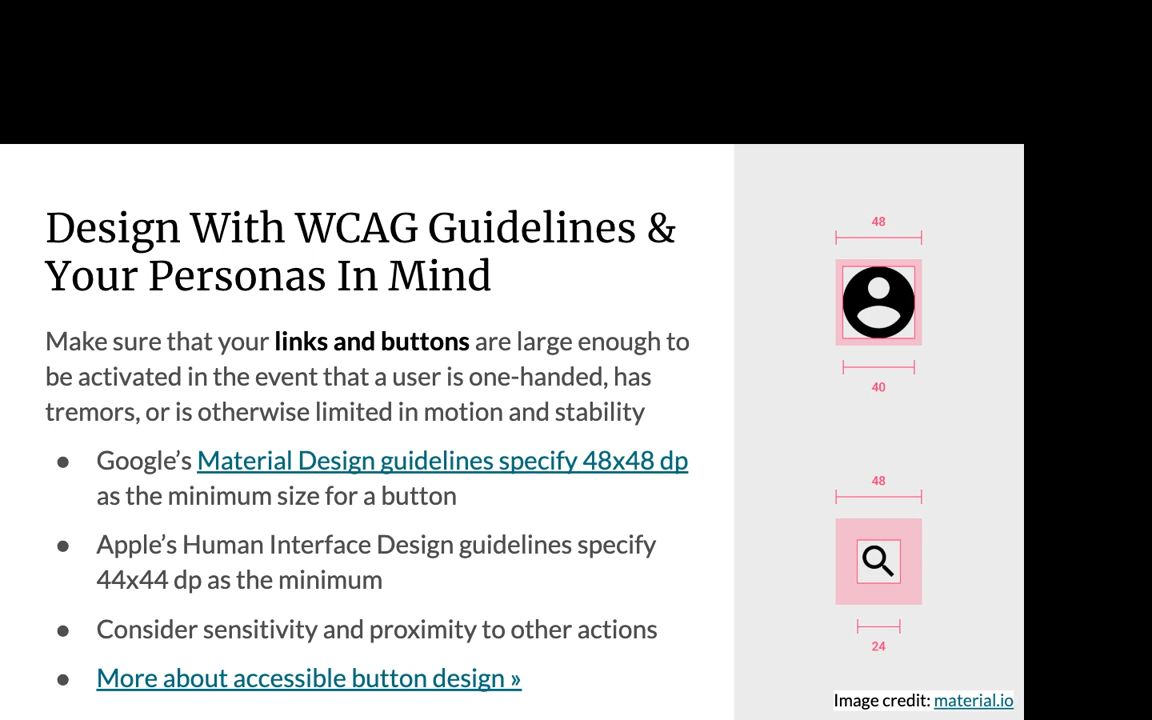 Design With WCAG Guidelines &
Your Personas In Mind
Make sure that your links and buttons are large enough to
be activated in the event that a user is one-handed, has
tremors, or is otherwise limited in motion and stability
● Google’s Material Design guidelines specify 48x48 dp
as the minimum size for a button
● Apple’s Human Interface Design guidelines specify
44x44 dp as the minimum
● Consider sensitivity and proximity to other actions
● More about accessible button design »
48
40
48
24
Image credit: material.io